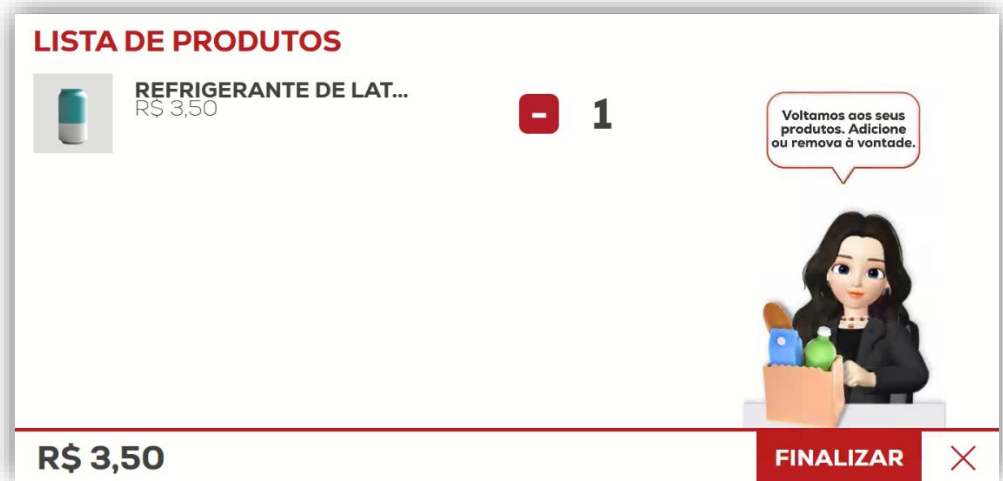 LISTA DE PRODUTOS
REFRIGERANTE DE LAT...
R$ 3,50
- 1
Voltamos aos seus
produtos. Adicione
ou remova à vontade.
R$ 3,50
FINALIZAR